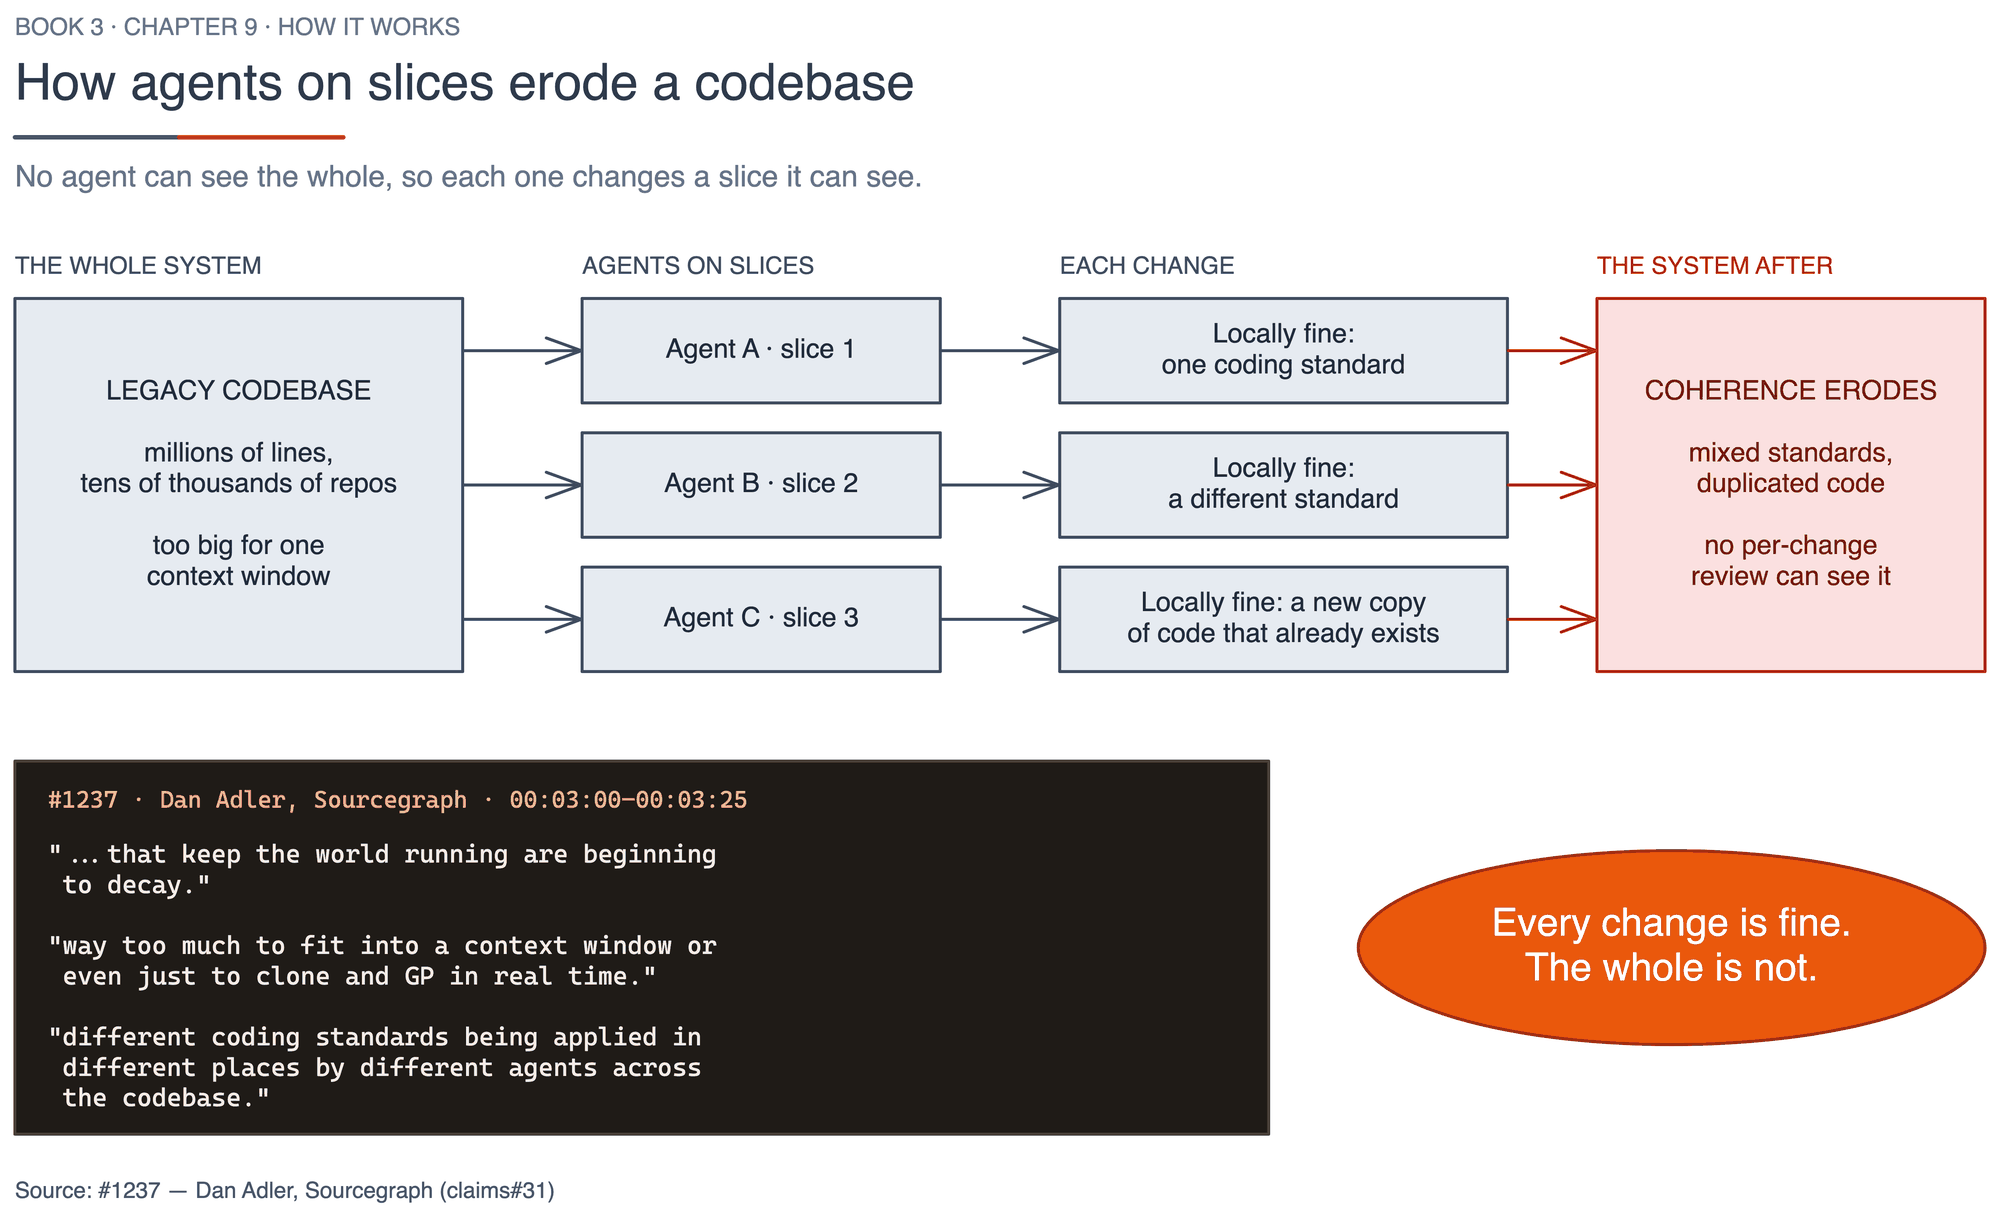 BOOK 3 · CHAPTER 9 · HOW IT WORKS
How agents on slices erode a codebase
No agent can see the whole, so each one changes a slice it can see.
THE WHOLE SYSTEM
LEGACY CODEBASE
millions of lines,
tens of thousands of repos
too big for one
context window
AGENTS ON SLICES
Agent A · slice 1
Agent B · slice 2
Agent C · slice 3
EACH CHANGE
Locally fine:
one coding standard
Locally fine:
a different standard
Locally fine: a new copy
of code that already exists
THE SYSTEM AFTER
COHERENCE ERODES
mixed standards,
duplicated code
no per-change
review can see it
#1237 · Dan Adler, Sourcegraph · 00:03:00–00:03:25
"...that keep the world running are beginning
to decay."
"way too much to fit into a context window or
even just to clone and GP in real time."
"different coding standards being applied in
different places by different agents across
the codebase."
Every change is fine.
The whole is not.
Source: #1237 — Dan Adler, Sourcegraph (claims#31)